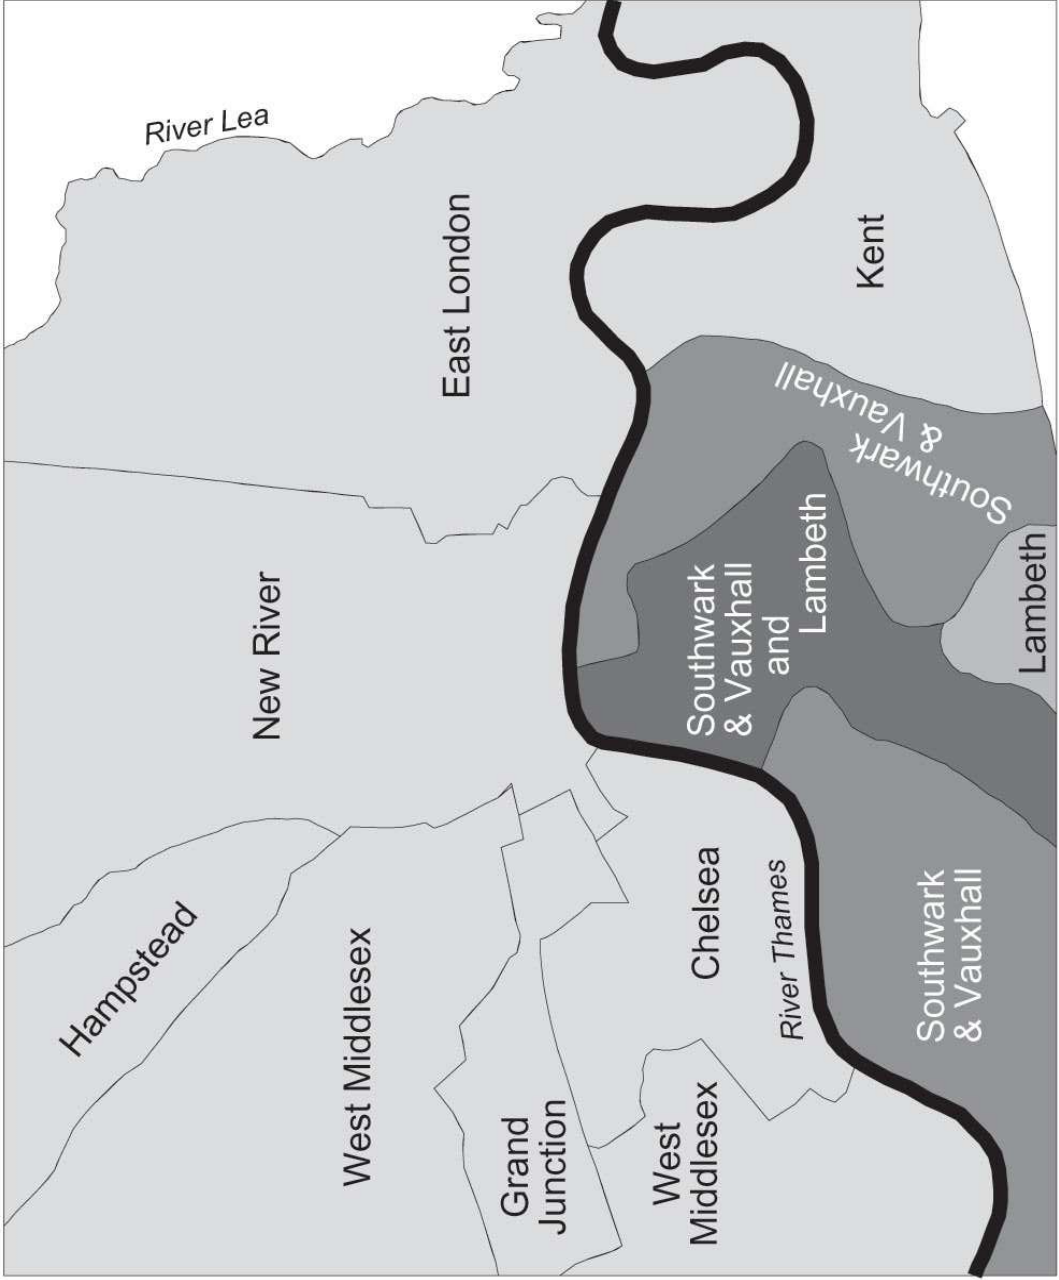 River Lea
Hampstead
New River
East London
West Middlesex
Grand
Junction
West
Middlesex
Chelsea
River Thames
Kent
Southwark
& Vauxhall
Southwark
& Vauxhall
and
Lambeth
Southwark
& Vauxhall
Lambeth